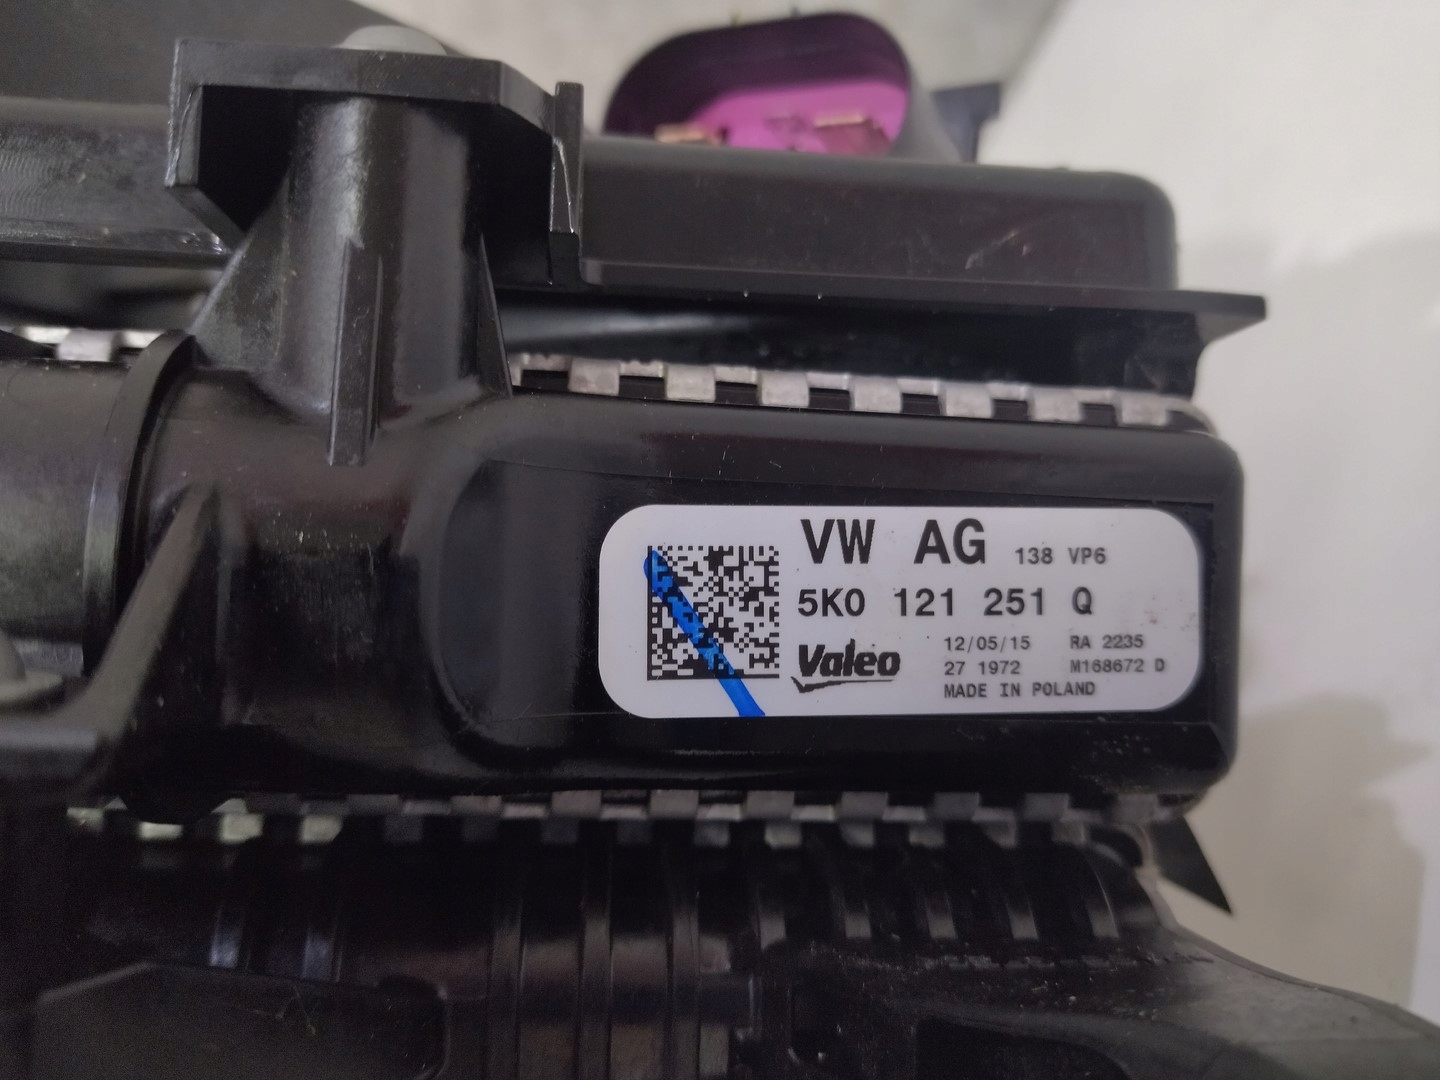 VW AG 138 VP6
5K0 121 251 Q
Valeo
12/05/15 RA 2235
27 1972 M168672 D
MADE IN POLAND